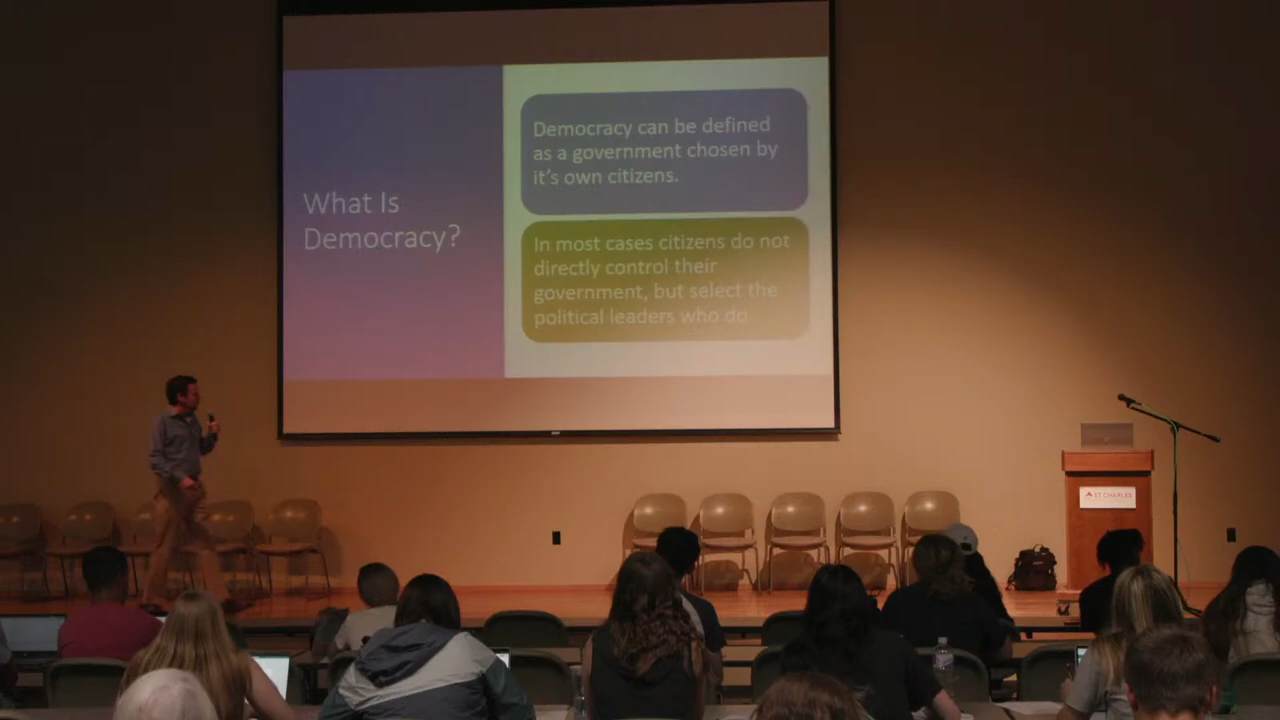 What Is
Democracy?
Democracy can be defined
as a government chosen by
it's own citizens.
In most cases citizens do not
directly control their
government, but select the
political leaders who do.
ST CHARLES